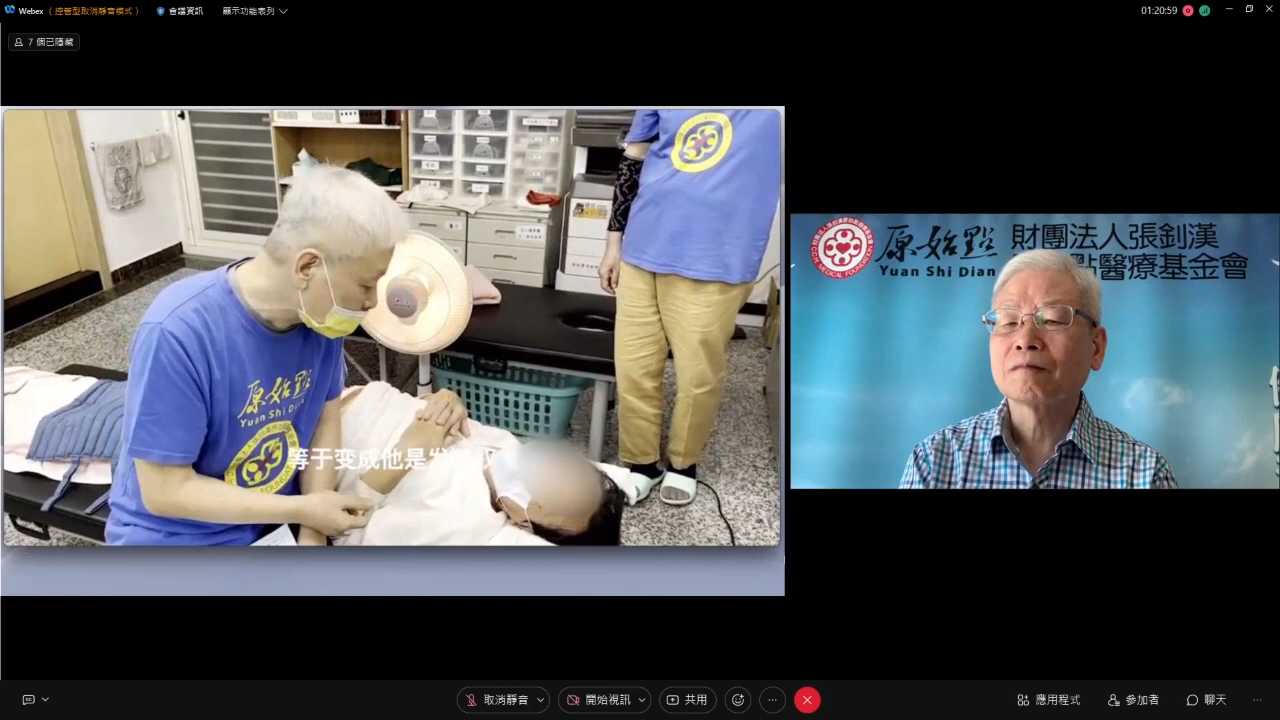 Webex
(控管型取消靜音模式)
會議資訊
顯示功能表列
01:20:59
7 個已隱藏
原始點
Yuan Shi Dian
等于变成他是发
原始點
Yuan Shi Dian
財團法人張釗漢
點醫療基金會
取消靜音
開始視訊
共用
應用程式
參加者
聊天